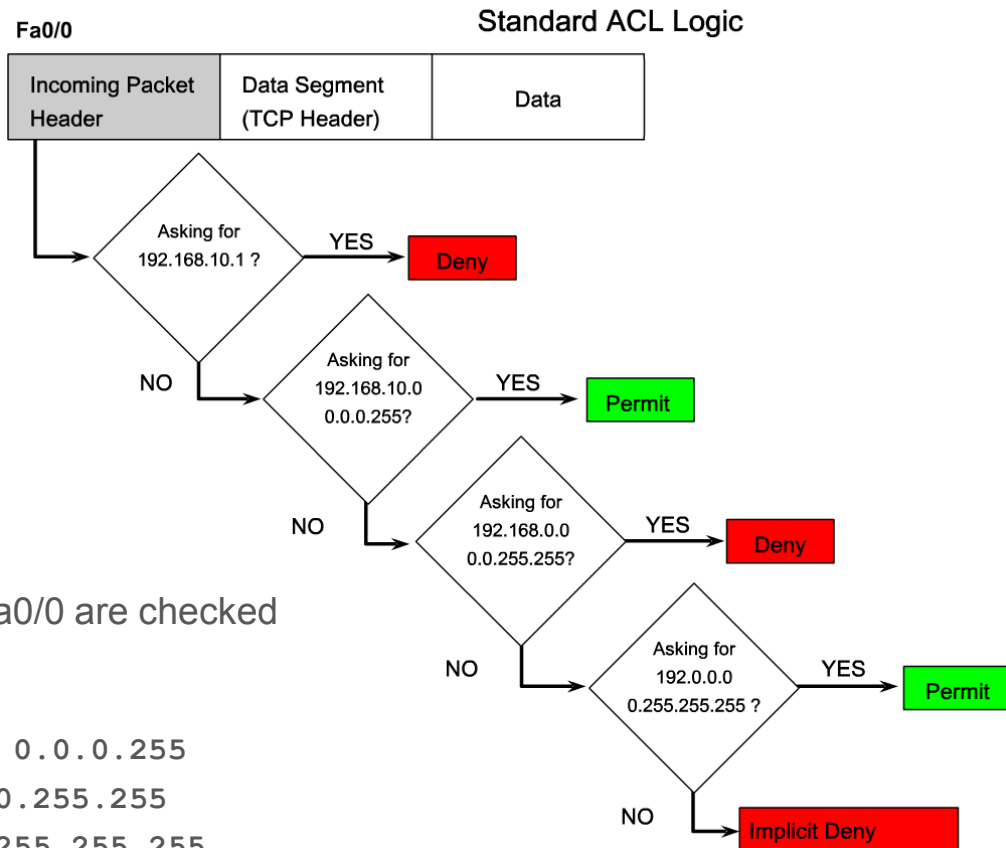 Standard ACL Logic
Fa0/0
Incoming Packet
Header
Data Segment
(TCP Header)
Data
Asking for
192.168.10.1 ?
YES
Deny
NO
Asking for
192.168.10.0
0.0.0.255?
YES
Permit
NO
Asking for
192.168.0.0
0.0.255.255?
YES
Deny
NO
Asking for
192.0.0.0
0.255.255.255 ?
YES
Permit
NO
Implicit Deny
a0/0 are checked
0.0.0.255
0.255.255
255.255.255